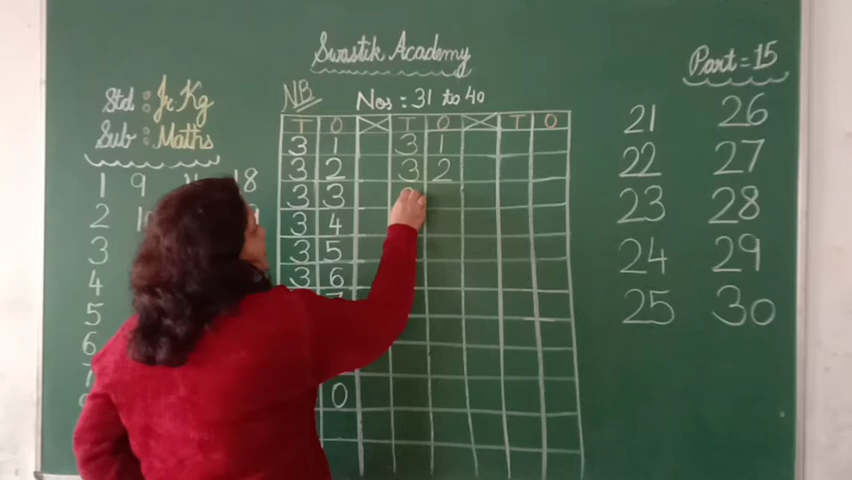 Swastik Academy
Part = 15
Std : Jr Kg
Sub : Maths
NB
Nos : 31 to 40
T O X T O X T O
3 1 3 1
3 2 3 2
3 3
3 4
3 5
3 6
0
1 9 18
2
3
4
5
6
21 26
22 27
23 28
24 29
25 30